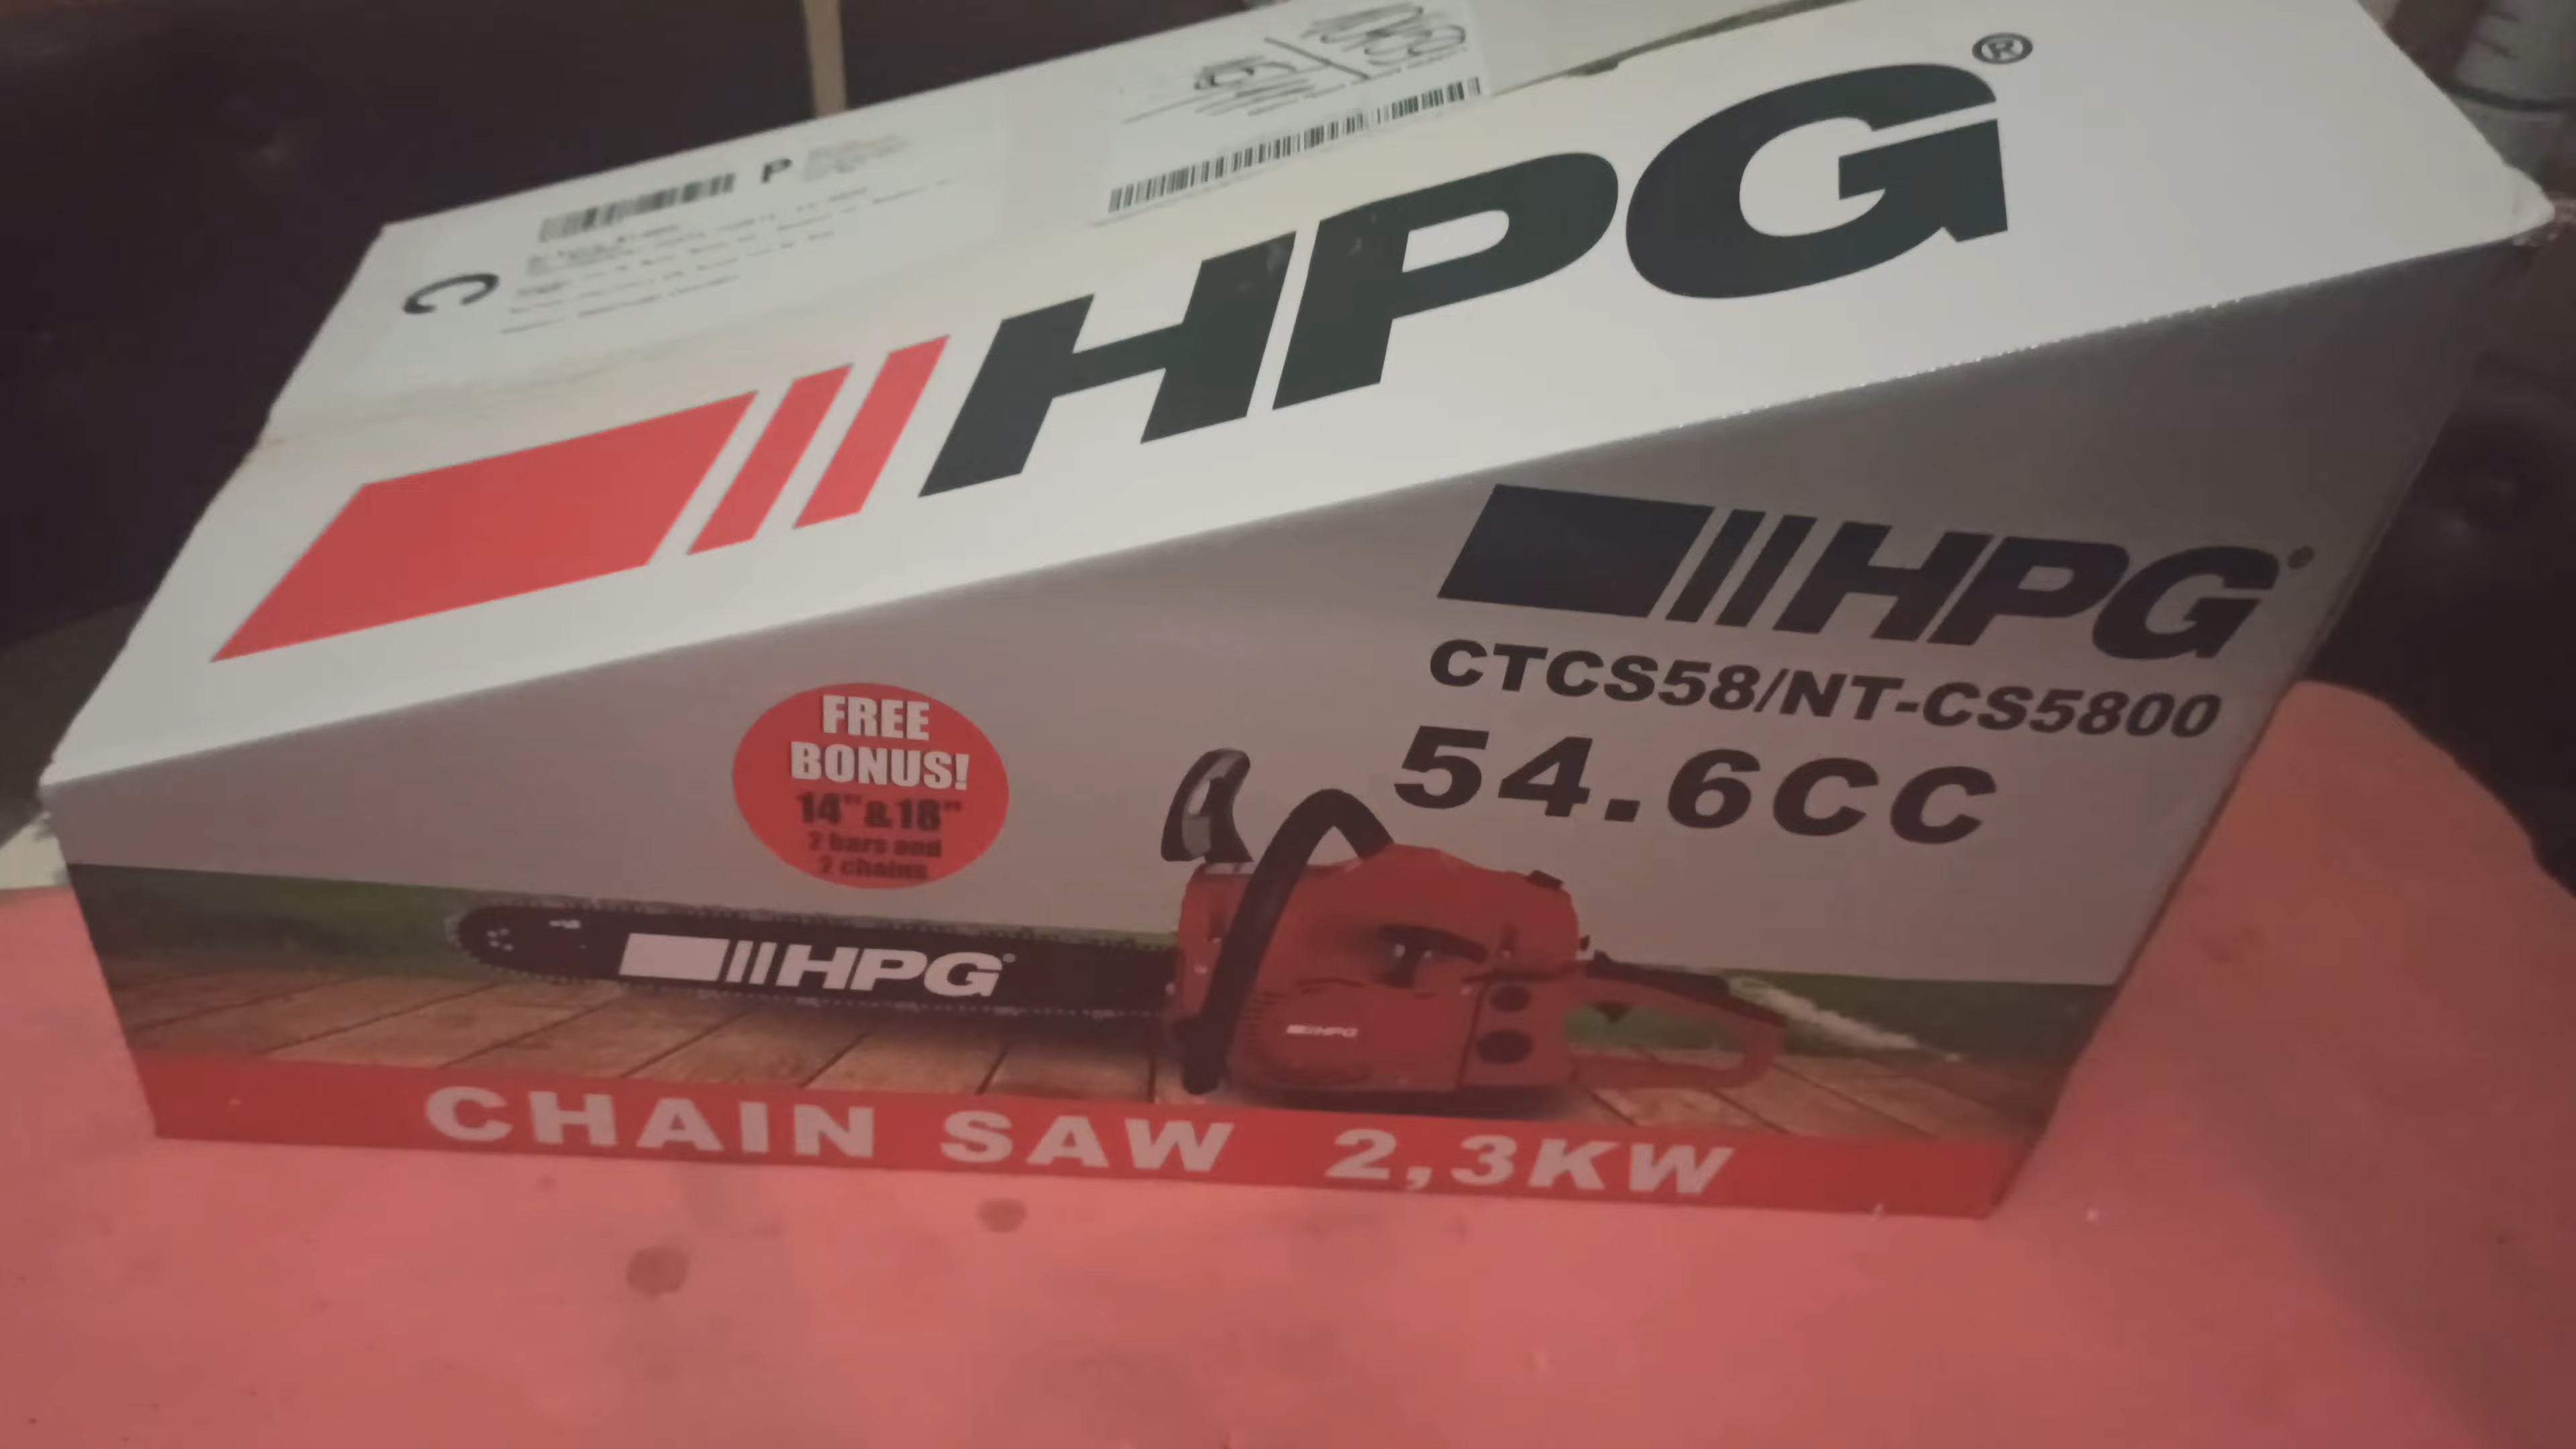 C
P
HPG®
HPG
CTCS58/NT-CS5800
54.6CC
FREE
BONUS!
14" & 18"
2 bars and
2 chains
HPG
HPG
CHAIN SAW 2,3KW